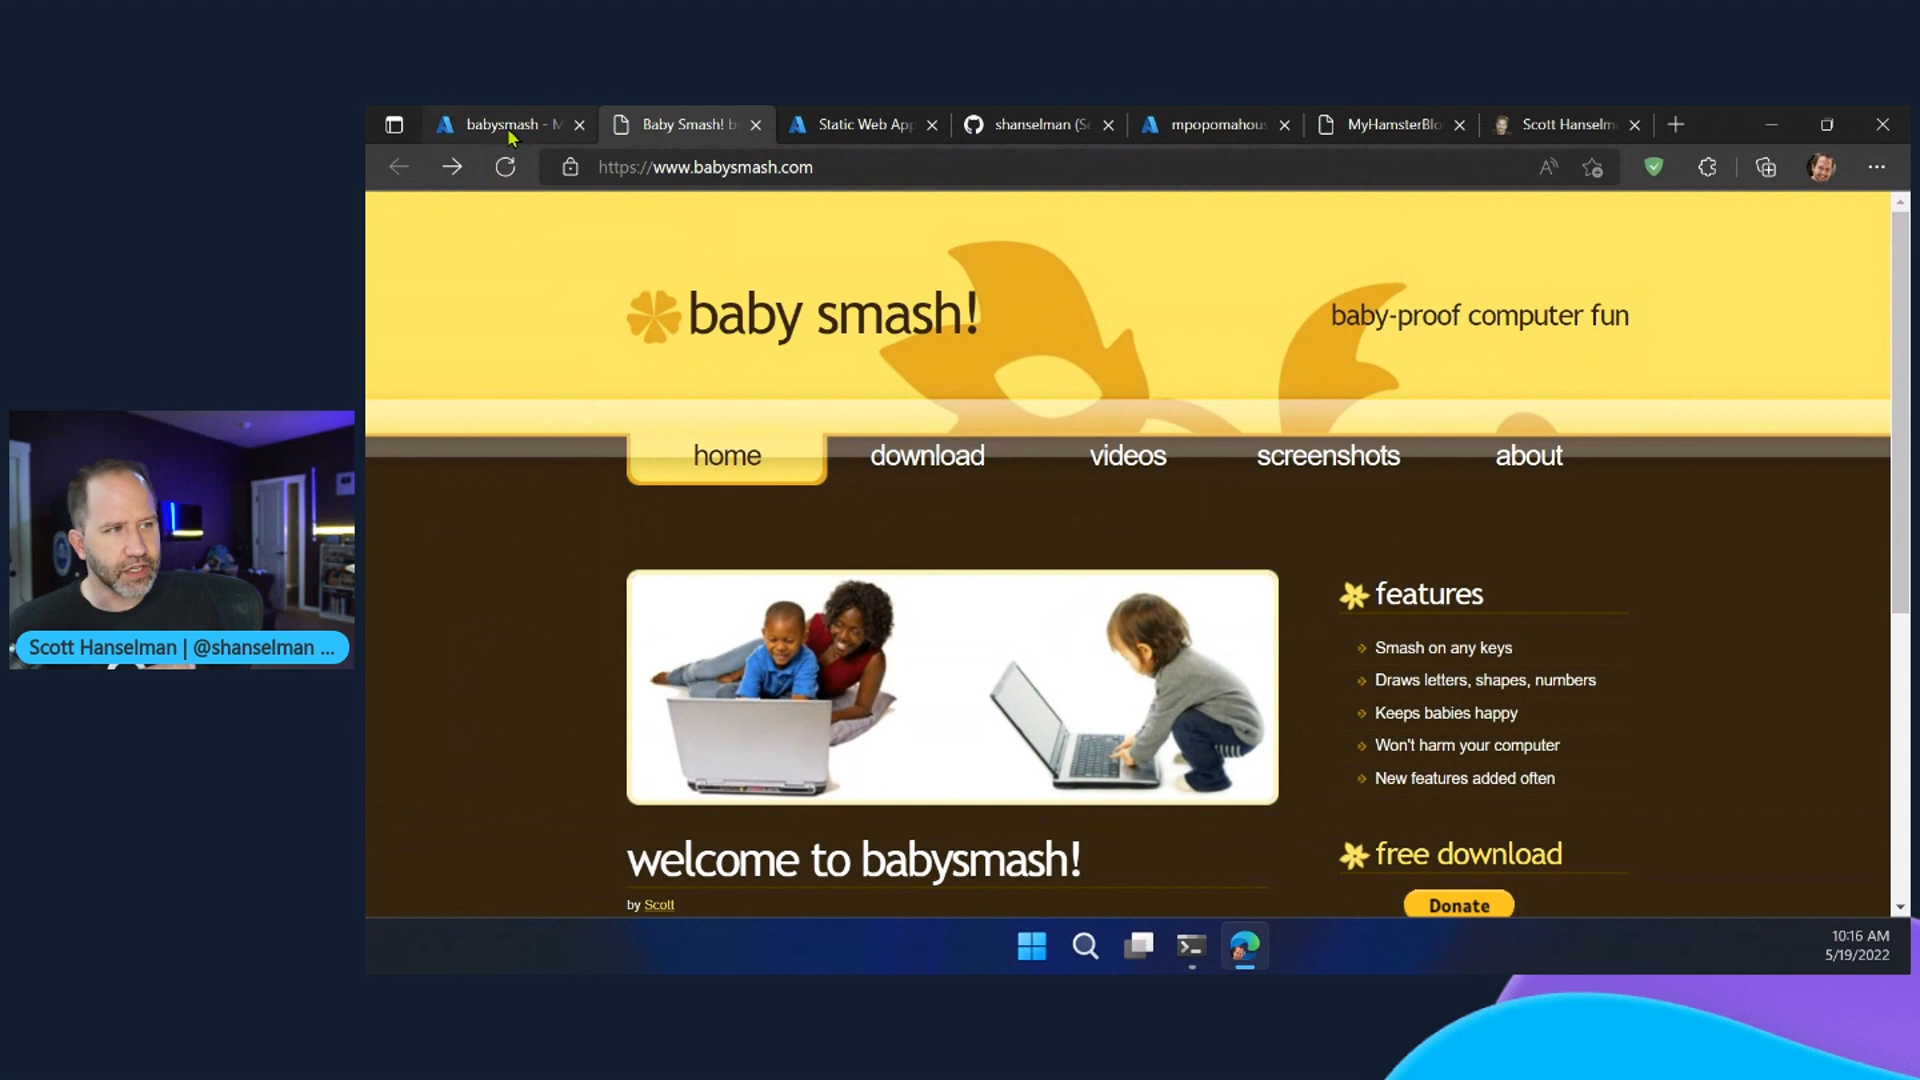 babysmash - M
Baby Smash! b
Static Web App
shanselman (Sc
mpopomahous
MyHamsterBlo
Scott Hanselm
https://www.babysmash.com
baby smash!
baby-proof computer fun
home
download
videos
screenshots
about
features
Smash on any keys
Draws letters, shapes, numbers
Keeps babies happy
Won't harm your computer
New features added often
welcome to babysmash!
by Scott
free download
Donate
Scott Hanselman | @shanselman ...
10:16 AM
5/19/2022